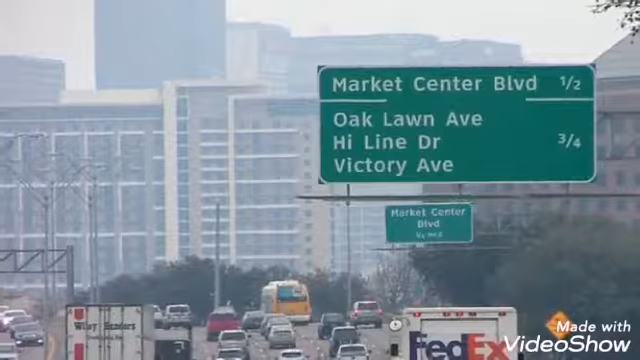 Market Center Blvd 1/2
Oak Lawn Ave
Hi Line Dr 3/4
Victory Ave
Market Center
Blvd
FedEx
Made with
VideoShow